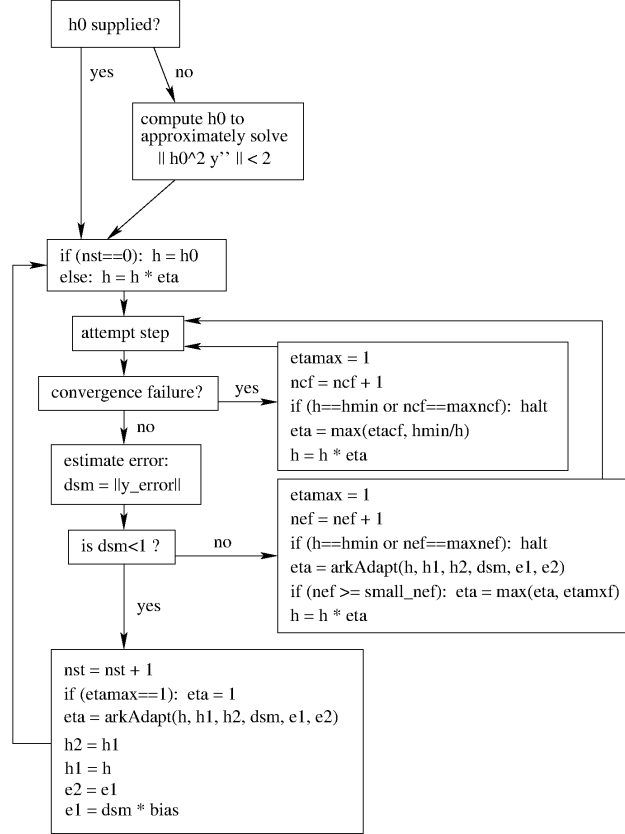 h0 supplied?
yes
no
compute h0 to
approximately solve
|| h0^2 y’’ || < 2
if (nst==0): h = h0
else: h = h * eta
attempt step
etamax = 1
ncf = ncf + 1
if (h==hmin or ncf==maxncf): halt
eta = max(etacf, hmin/h)
h = h * eta
convergence failure?
yes
no
estimate error:
dsm = ||y_error||
etamax = 1
nef = nef + 1
if (h==hmin or nef==maxnef): halt
eta = arkAdapt(h, h1, h2, dsm, e1, e2)
if (nef >= small_nef): eta = max(eta, etamxf)
h = h * eta
is dsm<1 ?
no
yes
nst = nst + 1
if (etamax==1): eta = 1
eta = arkAdapt(h, h1, h2, dsm, e1, e2)
h2 = h1
h1 = h
e2 = e1
e1 = dsm * bias